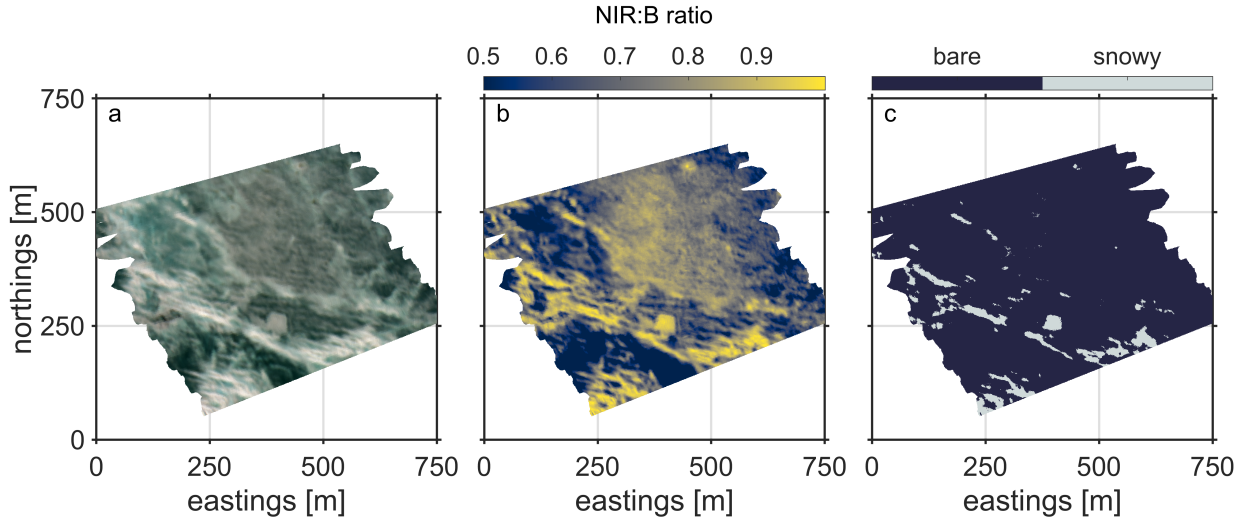 NIR:B ratio
0.5 0.6 0.7 0.8 0.9
bare snowy
a b c
750
500
250
0
northings [m]
0 250 500 750 0 250 500 750 0 250 500 750
eastings [m] eastings [m] eastings [m]